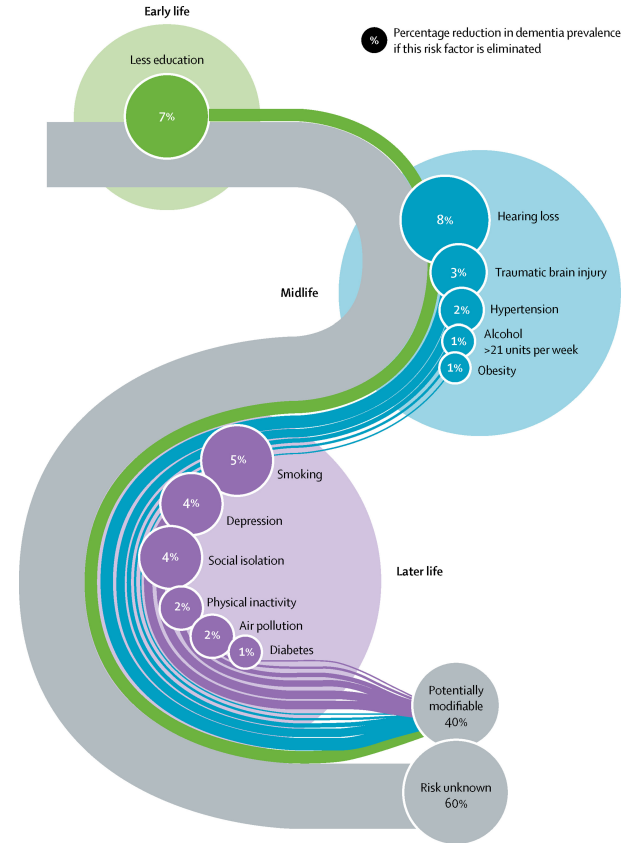 Early life
%
Percentage reduction in dementia prevalence
if this risk factor is eliminated
Less education
7%
8%
Hearing loss
3%
Traumatic brain injury
Midlife
2%
Hypertension
1%
Alcohol
>21 units per week
1%
Obesity
5%
Smoking
4%
Depression
4%
Social isolation
Later life
2%
Physical inactivity
2%
Air pollution
1%
Diabetes
Potentially
modifiable
40%
Risk unknown
60%